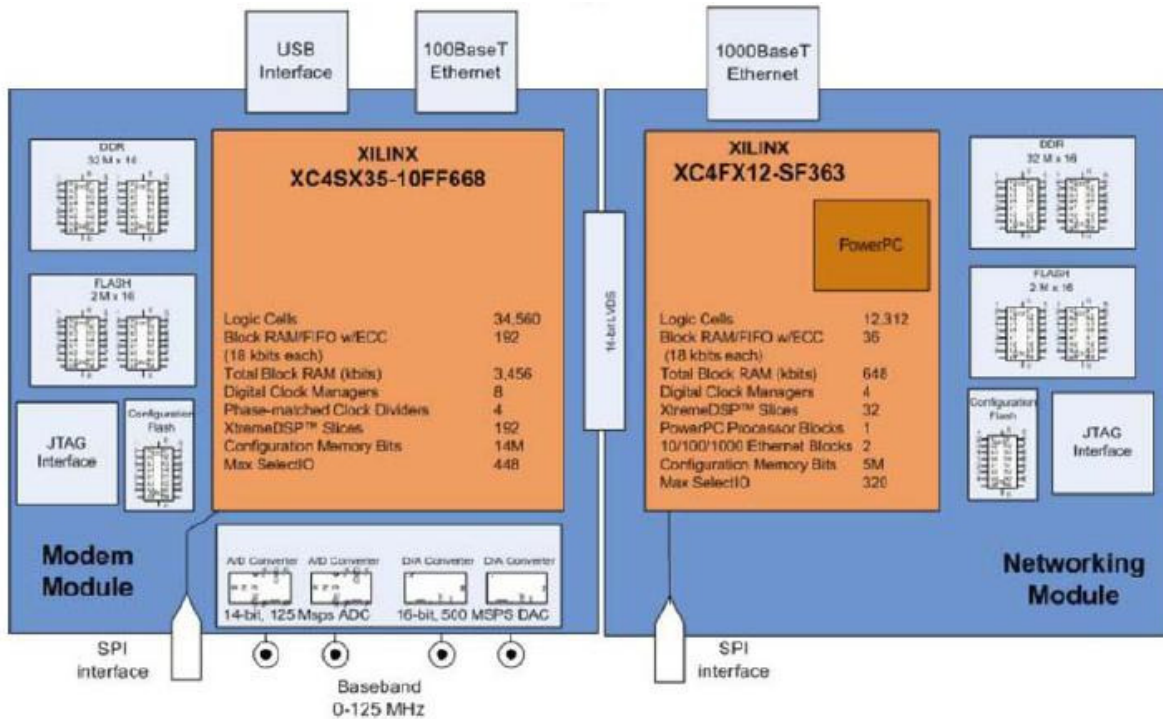 USB
Interface
100BaseT
Ethernet
1000BaseT
Ethernet
DDR
32 M x 16
FLASH
2 M x 16
JTAG
Interface
Configuration
Flash
XILINX
XC4SX35-10FF668
Logic Cells 34,560
Block RAM/FIFO w/ECC 192
(18 kbits each)
Total Block RAM (kbits) 3,456
Digital Clock Managers 8
Phase-matched Clock Dividers 4
XtremeDSP™ Slices 192
Configuration Memory Bits 14M
Max SelectIO 448
Modem
Module
A/D Converter A/D Converter D/A Converter D/A Converter
14-bit, 125 Msps ADC 16-bit, 500 MSPS DAC
SPI
interface
Baseband
0-125 MHz
16-bit LVDS
XILINX
XC4FX12-SF363
PowerPC
Logic Cells 12,312
Block RAM/FIFO w/ECC 36
(18 kbits each)
Total Block RAM (kbits) 648
Digital Clock Managers 4
XtremeDSP™ Slices 32
PowerPC Processor Blocks 1
10/100/1000 Ethernet Blocks 2
Configuration Memory Bits 5M
Max SelectIO 320
DDR
32 M x 16
FLASH
2 M x 16
Configuration
Flash
JTAG
Interface
Networking
Module
SPI
interface